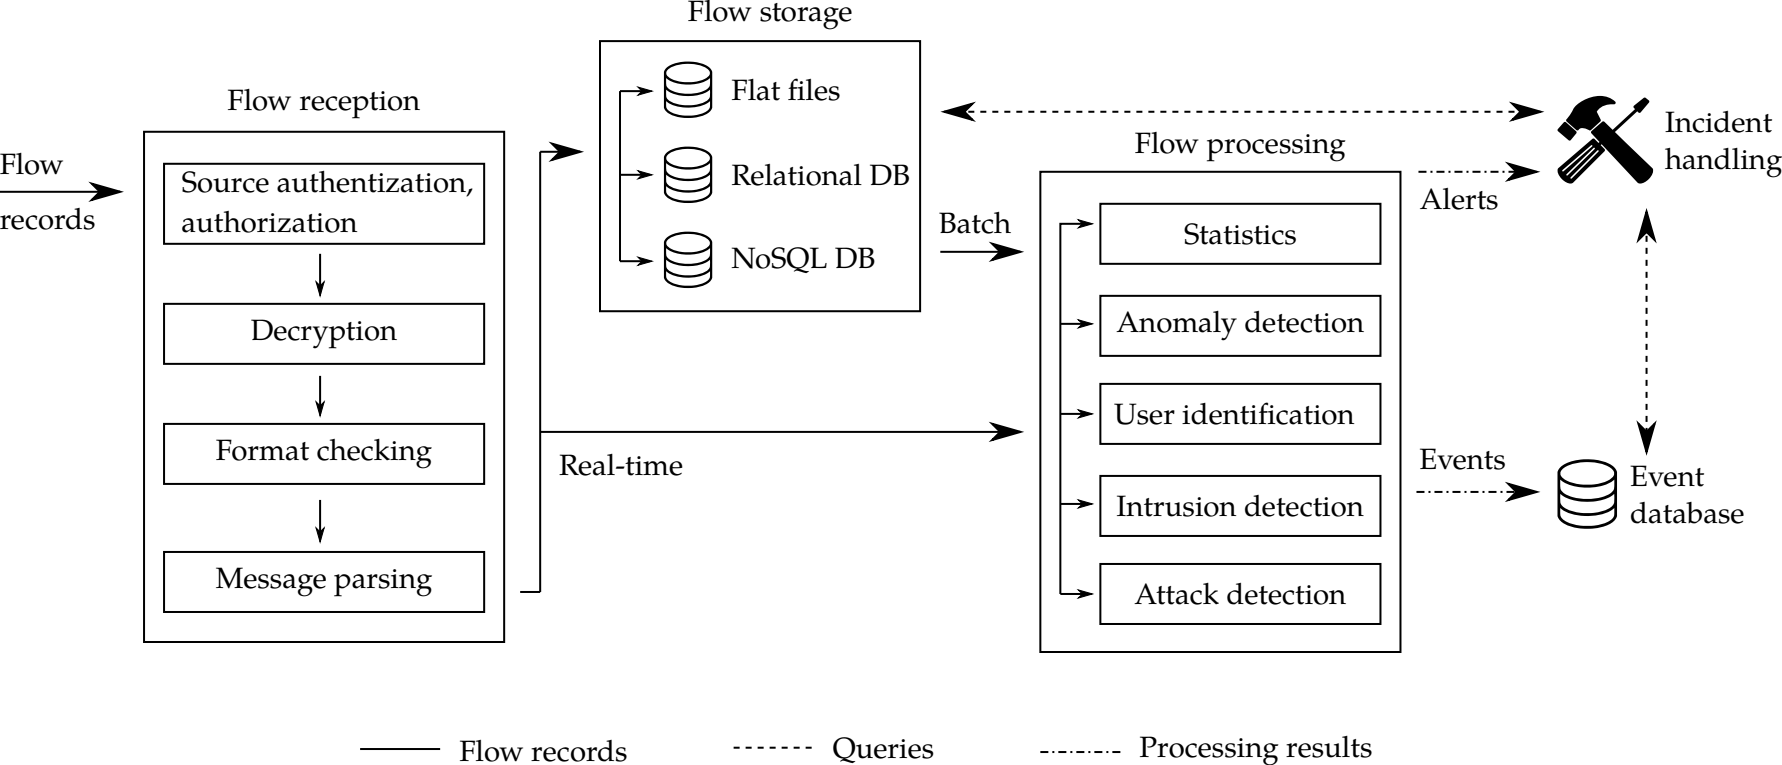 Flow storage
Flat files
Relational DB
NoSQL DB
Flow reception
Flow
records
Source authentization,
authorization
Decryption
Format checking
Message parsing
Real-time
Batch
Flow processing
Statistics
Anomaly detection
User identification
Intrusion detection
Attack detection
Incident
handling
Alerts
Events
Event
database
Flow records
Queries
Processing results